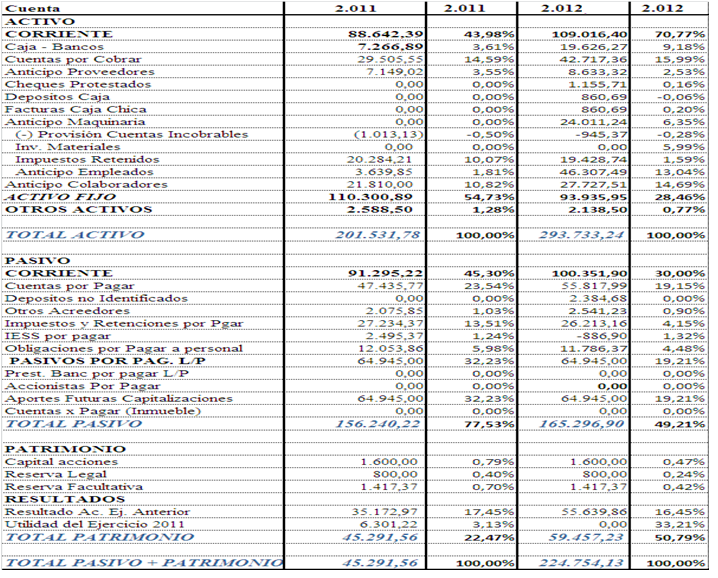 Cuenta 2.011 2.011 2.012 2.012
ACTIVO
CORRIENTE 88.642,39 43,98% 109.016,40 70,77%
Caja - Bancos 7.266,89 3,61% 19.626,27 9,18%
Cuentas por Cobrar 29.505,55 14,59% 42.717,36 15,99%
Anticipo Proveedores 7.149,02 3,55% 8.633,32 2,53%
Cheques Protestados 0,00 0,00% 1.155,71 0,16%
Depositos Caja 0,00 0,00% 860,69 -0,06%
Facturas Caja Chica 0,00 0,00% 860,69 0,20%
Anticipo Maquinaria 0,00 0,00% 24.011,24 6,35%
(-) Provisión Cuentas Incobrables (1.013,13) -0,50% -945,37 -0,28%
Inv. Materiales 0,00 0,00% 0,00 5,99%
Impuestos Retenidos 20.284,21 10,07% 19.428,74 1,59%
Anticipo Empleados 3.639,85 1,81% 46.307,49 13,04%
Anticipo Colaboradores 21.810,00 10,82% 27.727,51 14,69%
ACTIVO FIJO 110.300,89 54,73% 93.935,95 28,46%
OTROS ACTIVOS 2.588,50 1,28% 2.138,50 0,77%
TOTAL ACTIVO 201.531,78 100,00% 293.733,24 100,00%
PASIVO
CORRIENTE 91.295,22 45,30% 100.351,90 30,00%
Cuentas por Pagar 47.435,77 23,54% 55.817,99 19,15%
Depositos no Identificados 0,00 0,00% 2.384,68 0,00%
Otros Acreedores 2.075,85 1,03% 2.541,23 0,90%
Impuestos y Retenciones por Pgar 27.234,37 13,51% 26.213,16 4,15%
IESS por pagar 2.495,37 1,24% -886,90 1,32%
Obligaciones por Pagar a personal 12.053,86 5,98% 11.786,37 4,48%
PASIVOS POR PAG. L/P 64.945,00 32,23% 64.945,00 19,21%
Prest. Banc por pagar L/P 0,00 0,00% 0,00 0,00%
Accionistas Por Pagar 0,00 0,00% 0,00 0,00%
Aportes Futuras Capitalizaciones 64.945,00 32,23% 64.945,00 19,21%
Cuentas x Pagar (Inmueble) 0,00 0,00% 0,00 0,00%
TOTAL PASIVO 156.240,22 77,53% 165.296,90 49,21%
PATRIMONIO
Capital acciones 1.600,00 0,79% 1.600,00 0,47%
Reserva Legal 800,00 0,40% 800,00 0,24%
Reserva Facultativa 1.417,37 0,70% 1.417,37 0,42%
RESULTADOS
Resultado Ac. Ej. Anterior 35.172,97 17,45% 55.639,86 16,45%
Utilidad del Ejercicio 2011 6.301,22 3,13% 0,00 33,21%
TOTAL PATRIMONIO 45.291,56 22,47% 59.457,23 50,79%
TOTAL PASIVO + PATRIMONIO 45.291,56 100,00% 224.754,13 100,00%